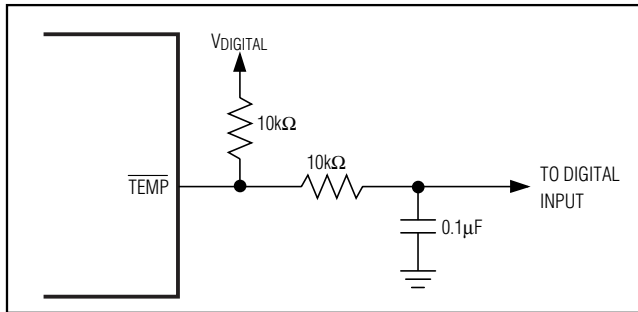 VDIGITAL
10kΩ
10kΩ
TEMP
TO DIGITAL
INPUT
0.1μF